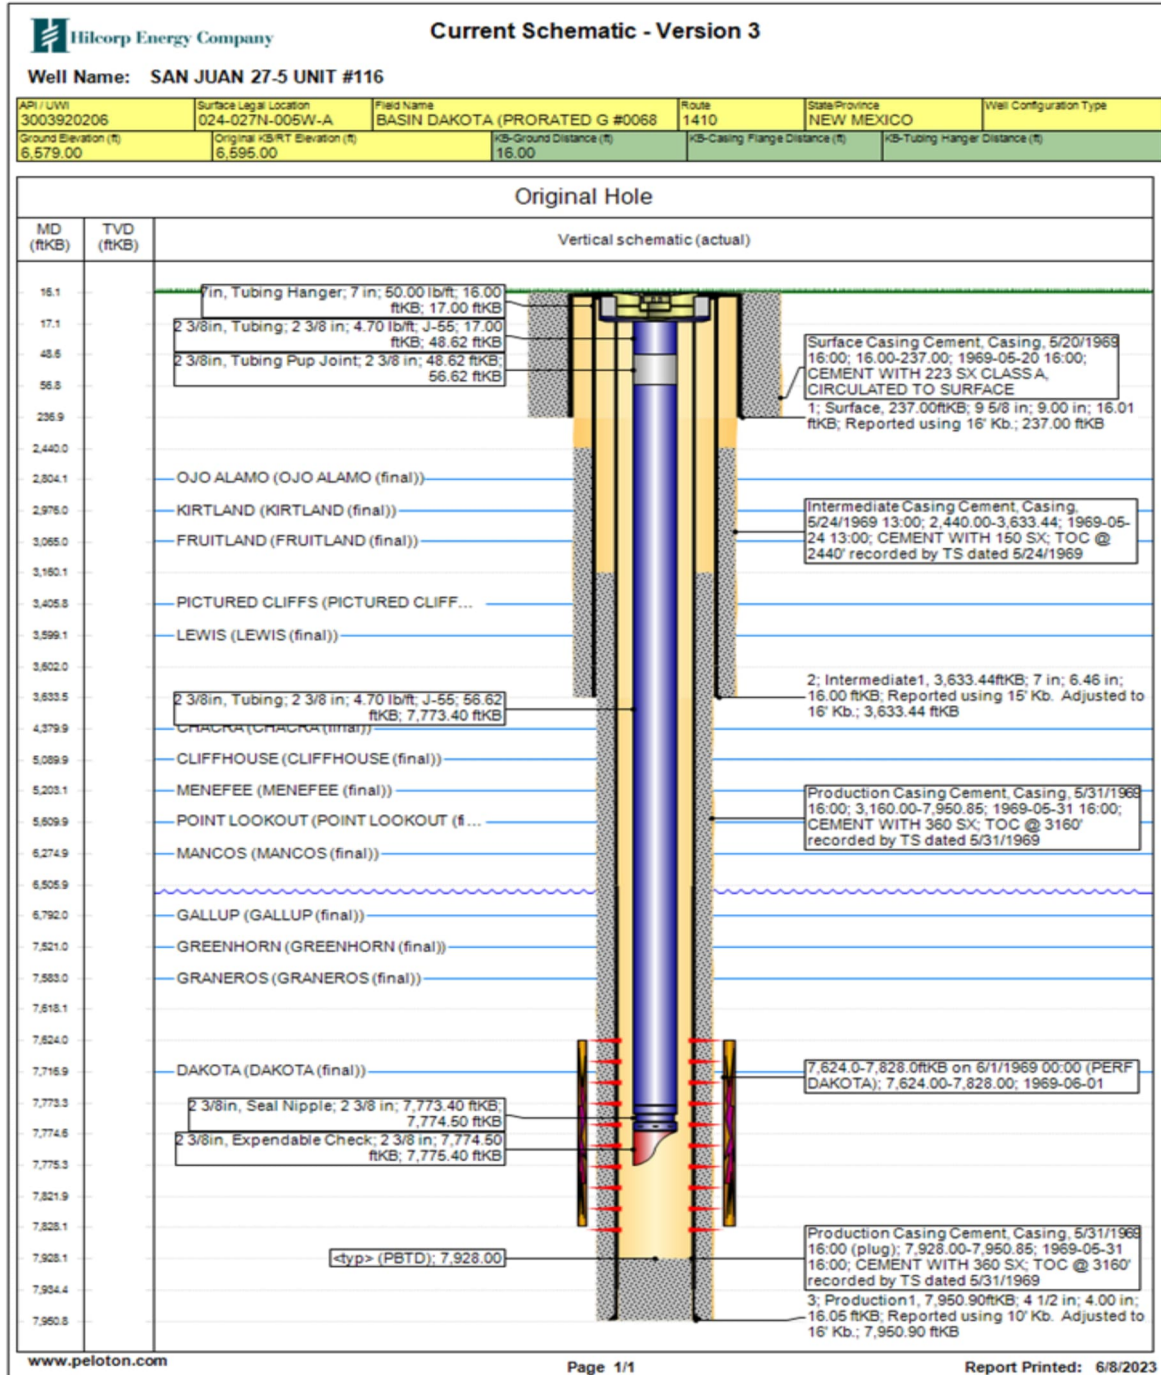 Hilcorp Energy Company
Current Schematic - Version 3
Well Name: SAN JUAN 27-5 UNIT #116
API / UWI
3003920206
Surface Legal Location
024-027N-005W-A
Field Name
BASIN DAKOTA (PRORATED G #0068
Route
1410
State/Province
NEW MEXICO
Well Configuration Type
Ground Elevation (ft)
6,579.00
Original KB/RT Elevation (ft)
6,595.00
KB-Ground Distance (ft)
16.00
KB-Casing Flange Distance (ft)
KB-Tubing Hanger Distance (ft)
Original Hole
MD
(ftKB)
TVD
(ftKB)
Vertical schematic (actual)
16.1
7in, Tubing Hanger; 7 in; 50.00 lb/ft; 16.00
ftKB; 17.00 ftKB
17.1
2 3/8in, Tubing; 2 3/8 in; 4.70 lb/ft; J-55; 17.00
ftKB; 48.62 ftKB
48.6
2 3/8in, Tubing Pup Joint; 2 3/8 in; 48.62 ftKB;
56.62 ftKB
56.8
Surface Casing Cement, Casing, 5/20/1969
16:00; 16.00-237.00; 1969-05-20 16:00;
CEMENT WITH 223 SX CLASS A,
CIRCULATED TO SURFACE
236.9
1; Surface, 237.00ftKB; 9 5/8 in; 9.00 in; 16.01
ftKB; Reported using 16' Kb.; 237.00 ftKB
2,440.0
2,804.1
OJO ALAMO (OJO ALAMO (final))
2,976.0
KIRTLAND (KIRTLAND (final))
Intermediate Casing Cement, Casing,
5/24/1969 13:00; 2,440.00-3,633.44; 1969-05-
24 13:00; CEMENT WITH 150 SX; TOC @
2440' recorded by TS dated 5/24/1969
3,065.0
FRUITLAND (FRUITLAND (final))
3,160.1
3,405.8
PICTURED CLIFFS (PICTURED CLIFF...
3,599.1
LEWIS (LEWIS (final))
3,602.0
3,633.5
2 3/8in, Tubing; 2 3/8 in; 4.70 lb/ft; J-55; 56.62
ftKB; 7,773.40 ftKB
2; Intermediate1, 3,633.44ftKB; 7 in; 6.46 in;
16.00 ftKB; Reported using 15' Kb. Adjusted to
16' Kb.; 3,633.44 ftKB
4,379.9
CHACRA (CHACRA (final))
5,089.9
CLIFFHOUSE (CLIFFHOUSE (final))
5,203.1
MENEFEE (MENEFEE (final))
Production Casing Cement, Casing, 5/31/1969
16:00; 3,160.00-7,950.85; 1969-05-31 16:00;
CEMENT WITH 360 SX; TOC @ 3160'
recorded by TS dated 5/31/1969
5,609.9
POINT LOOKOUT (POINT LOOKOUT (fi...
6,274.9
MANCOS (MANCOS (final))
6,505.9
6,792.0
GALLUP (GALLUP (final))
7,521.0
GREENHORN (GREENHORN (final))
7,583.0
GRANEROS (GRANEROS (final))
7,618.1
7,624.0
7,716.9
DAKOTA (DAKOTA (final))
7,624.0-7,828.0ftKB on 6/1/1969 00:00 (PERF
DAKOTA); 7,624.00-7,828.00; 1969-06-01
7,773.3
2 3/8in, Seal Nipple; 2 3/8 in; 7,773.40 ftKB;
7,774.50 ftKB
7,774.6
2 3/8in, Expendable Check; 2 3/8 in; 7,774.50
ftKB; 7,775.40 ftKB
7,775.3
7,821.9
7,828.1
Production Casing Cement, Casing, 5/31/1969
16:00 (plug); 7,928.00-7,950.85; 1969-05-31
16:00; CEMENT WITH 360 SX; TOC @ 3160'
recorded by TS dated 5/31/1969
7,928.1
<typ> (PBTD); 7,928.00
7,934.4
7,950.8
3; Production1, 7,950.90ftKB; 4 1/2 in; 4.00 in;
16.05 ftKB; Reported using 10' Kb. Adjusted to
16' Kb.; 7,950.90 ftKB
www.peloton.com
Page 1/1
Report Printed: 6/8/2023